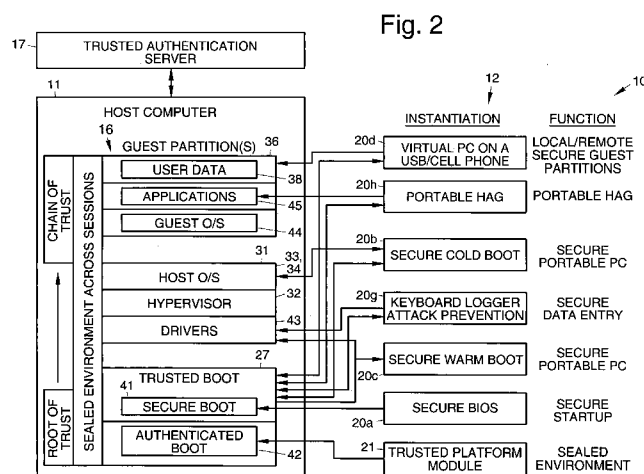 Fig. 2
17
TRUSTED AUTHENTICATION
SERVER
11
HOST COMPUTER
16
GUEST PARTITION(S)
36
USER DATA
38
APPLICATIONS
45
GUEST O/S
44
31
33,
34
HOST O/S
HYPERVISOR
32
DRIVERS
43
27
TRUSTED BOOT
41
SECURE BOOT
AUTHENTICATED
BOOT
42
CHAIN OF
TRUST
ROOT OF
TRUST
SEALED ENVIRONMENT ACROSS SESSIONS
12
10
INSTANTIATION
FUNCTION
20d
VIRTUAL PC ON A
USB/CELL PHONE
LOCAL/REMOTE
SECURE GUEST
PARTITIONS
20h
PORTABLE HAG
PORTABLE HAG
20b
SECURE COLD BOOT
SECURE
PORTABLE PC
20g
KEYBOARD LOGGER
ATTACK PREVENTION
SECURE
DATA ENTRY
20c
SECURE WARM BOOT
SECURE
PORTABLE PC
20a
SECURE BIOS
SECURE
STARTUP
21
TRUSTED PLATFORM
MODULE
SEALED
ENVIRONMENT